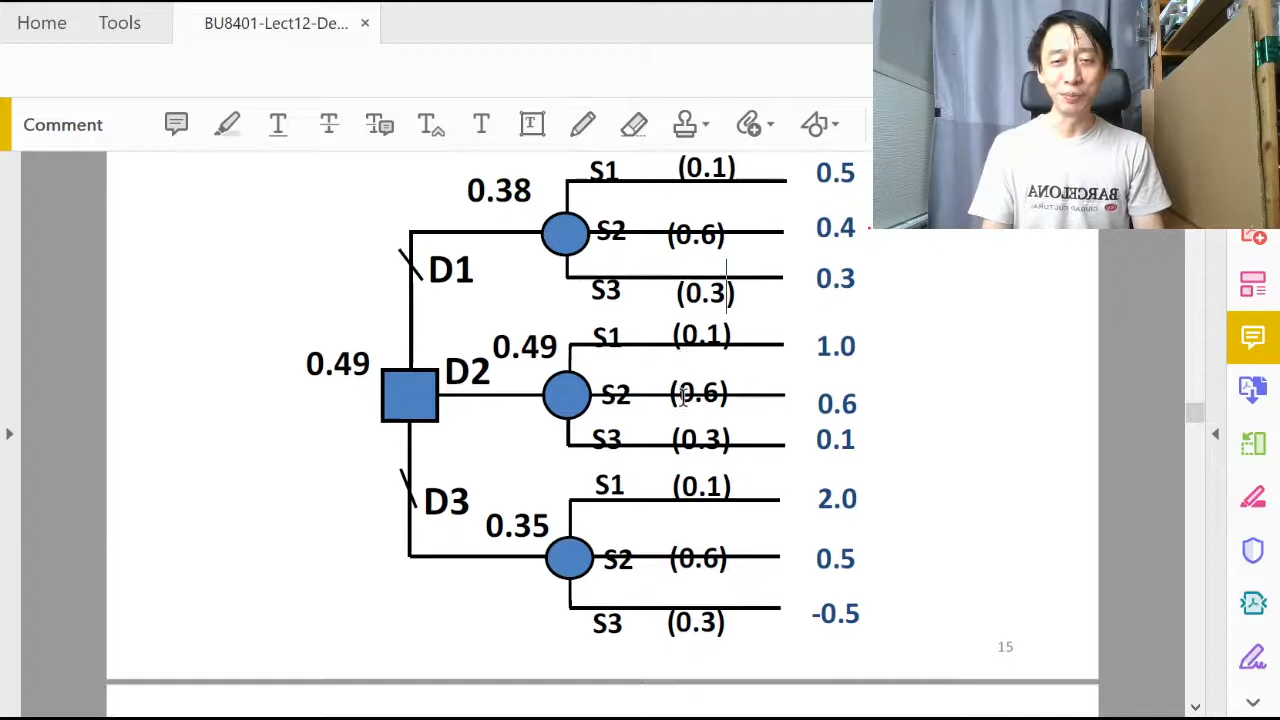 Home Tools BU8401-Lect12-De... ×
Comment
S1 (0.1) 0.5
0.38
S2 (0.6) 0.4
D1
S3 (0.3) 0.3
S1 (0.1) 1.0
0.49
0.49 D2
S2 (0.6) 0.6
S3 (0.3) 0.1
S1 (0.1) 2.0
D3
0.35
S2 (0.6) 0.5
S3 (0.3) -0.5
15
BARCELONA
CIUDAD CULTURAL